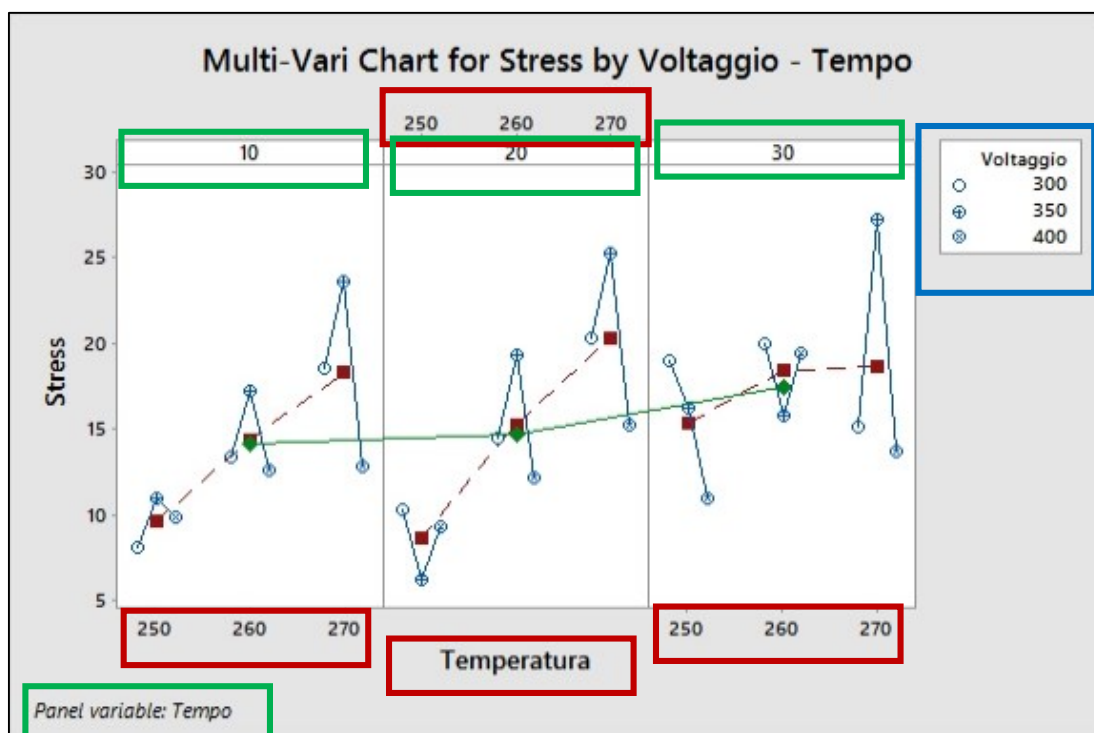 Multi-Vari Chart for Stress by Voltaggio - Tempo
250 260 270
10 20 30
Voltaggio
300
350
400
30
25
20
15
10
5
Stress
250 260 270 250 260 270
Temperatura
Panel variable: Tempo